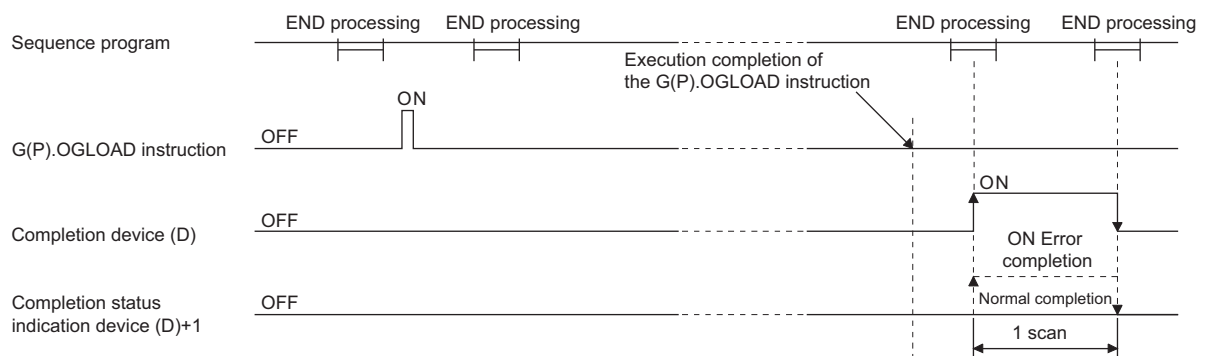 END processing
END processing
END processing
END processing
Sequence program
Execution completion of
the G(P).OGLOAD instruction
ON
OFF
G(P).OGLOAD instruction
ON
OFF
Completion device (D)
ON Error
completion
OFF
Completion status
indication device (D)+1
Normal completion
1 scan